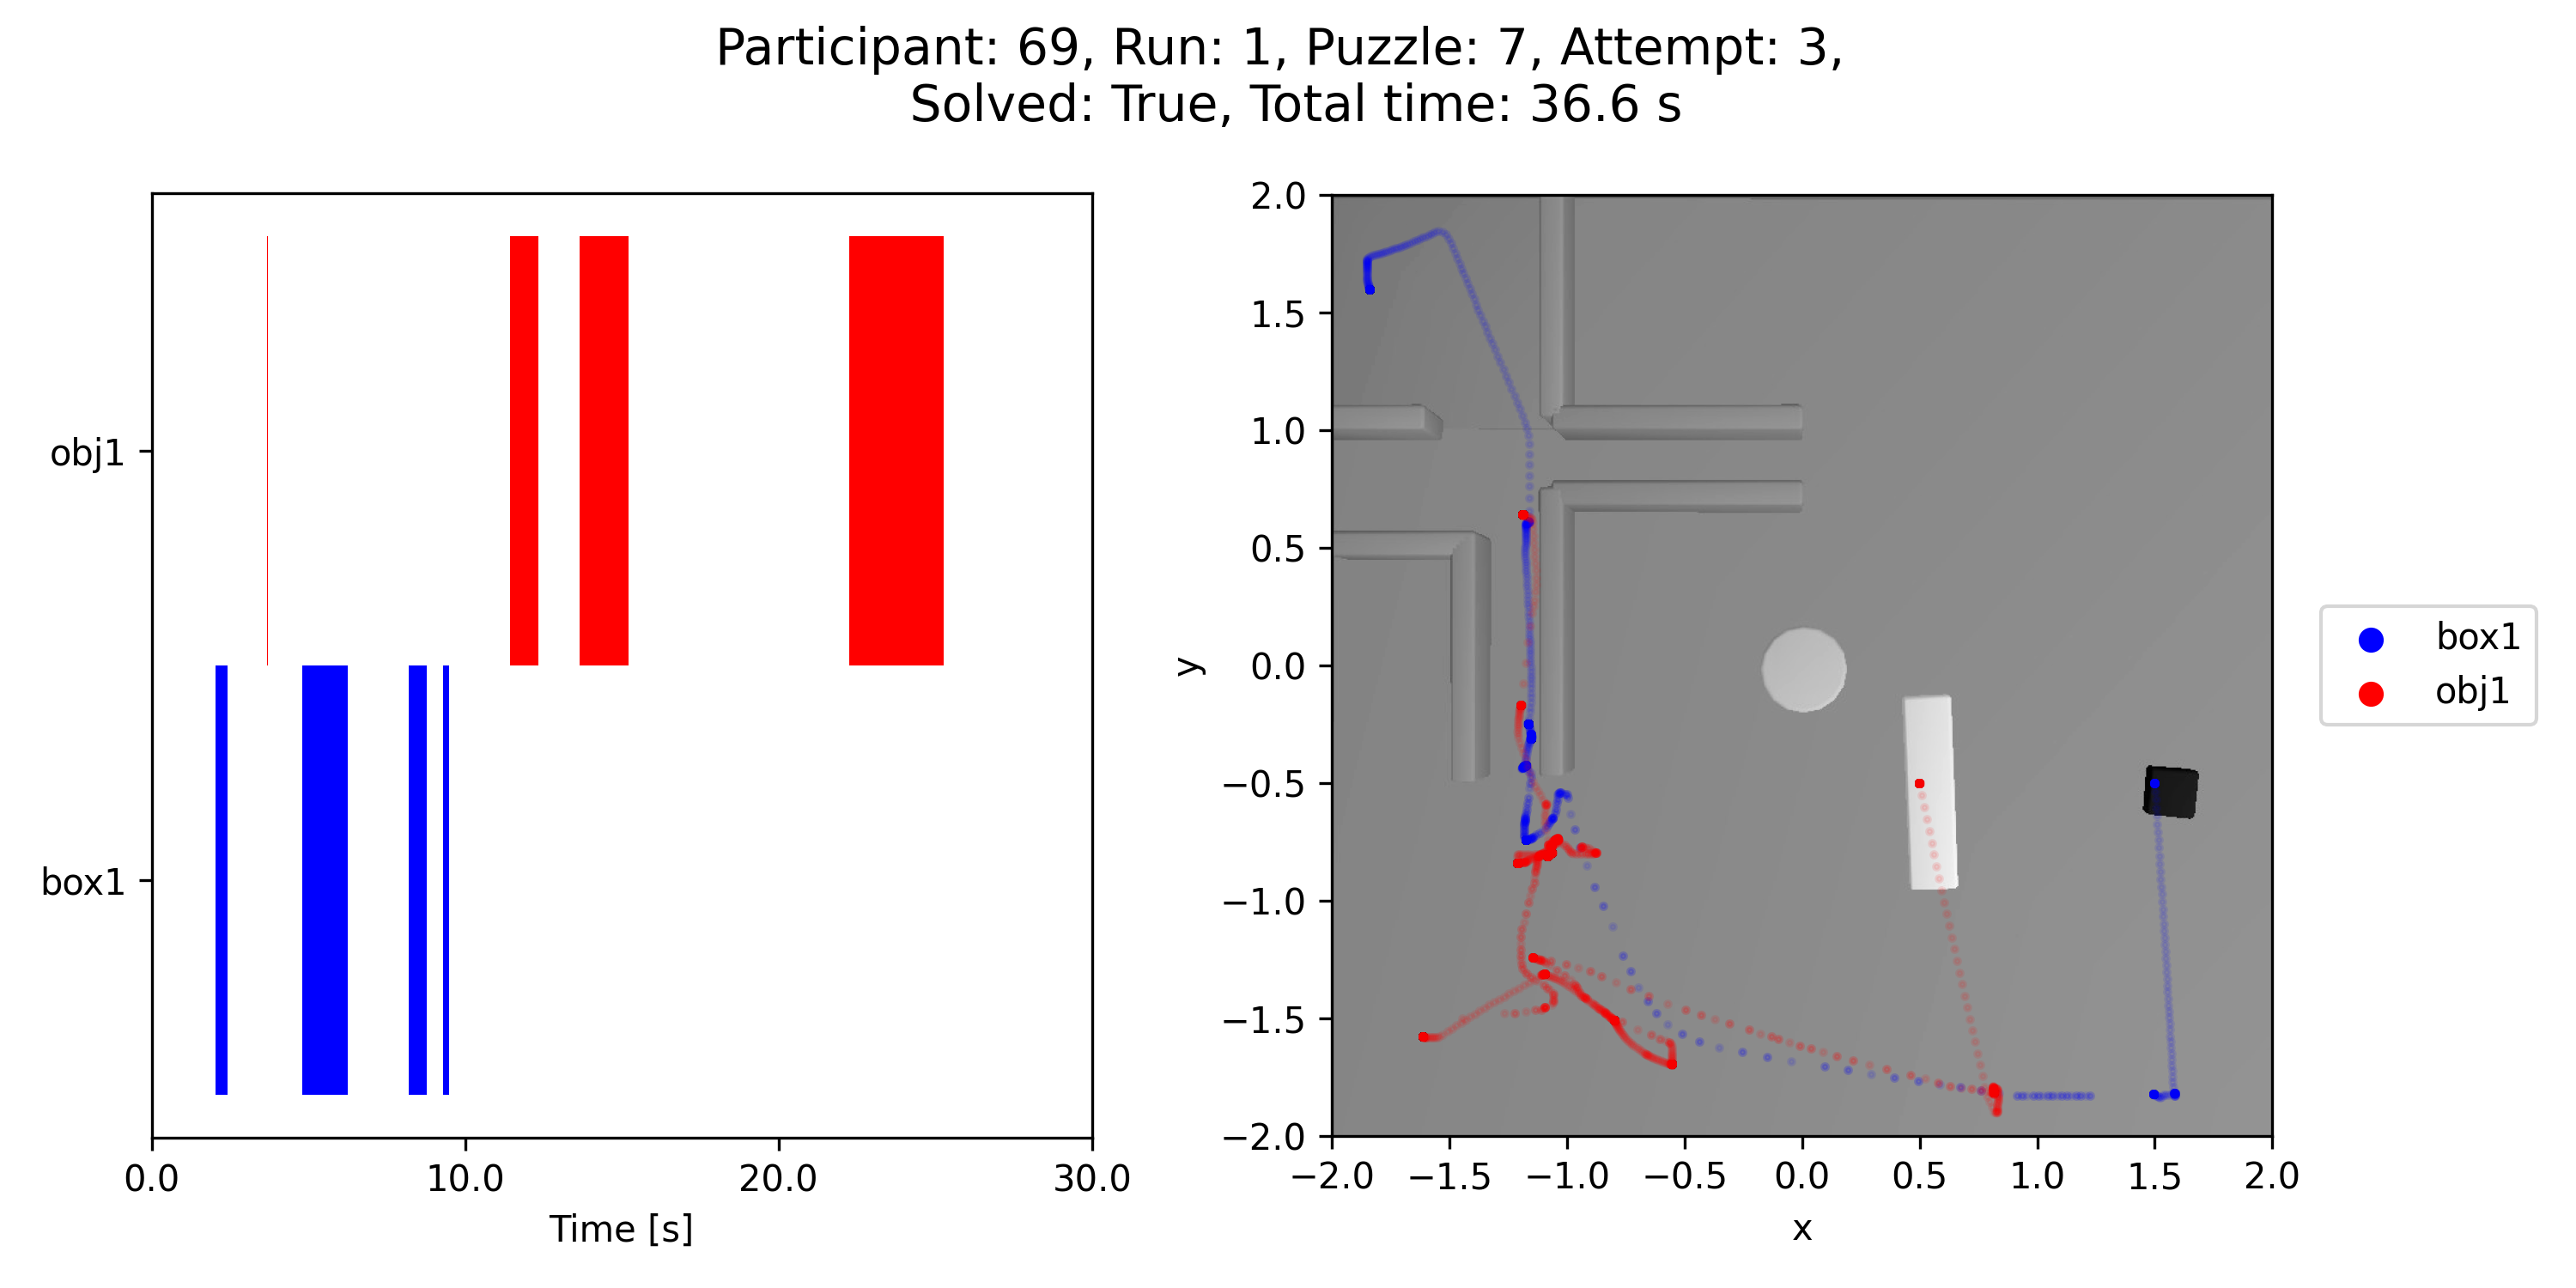 Participant: 69, Run: 1, Puzzle: 7, Attempt: 3,
Solved: True, Total time: 36.6 s
obj1
box1
0.0 10.0 20.0 30.0
Time [s]
2.0
1.5
1.0
0.5
0.0
−0.5
−1.0
−1.5
−2.0
y
−2.0 −1.5 −1.0 −0.5 0.0 0.5 1.0 1.5 2.0
x
box1
obj1